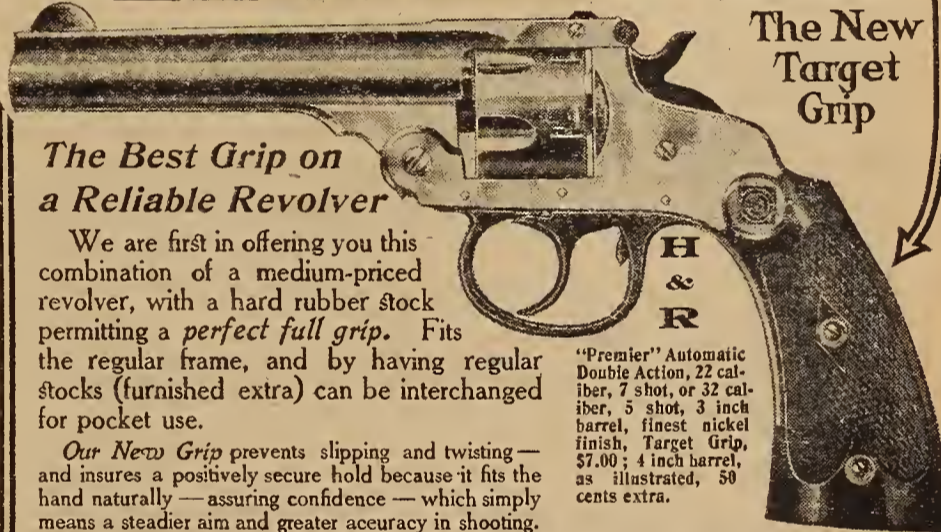 The New
Target
Grip
The Best Grip on
a Reliable Revolver
We are first in offering you this
combination of a medium-priced
revolver, with a hard rubber stock
permitting a perfect full grip. Fits
the regular frame, and by having regular
stocks (furnished extra) can be interchanged
for pocket use.
Our New Grip prevents slipping and twisting—
and insures a positively secure hold because it fits the
hand naturally — assuring confidence — which simply
means a steadier aim and greater accuracy in shooting.
H
&
R
"Premier" Automatic
Double Action, 22 cal-
iber, 7 shot, or 32 cal-
iber, 5 shot, 3 inch
barrel, finest nickel
finish, Target Grip,
$7.00; 4 inch barrel,
as illustrated, 50
cents extra.